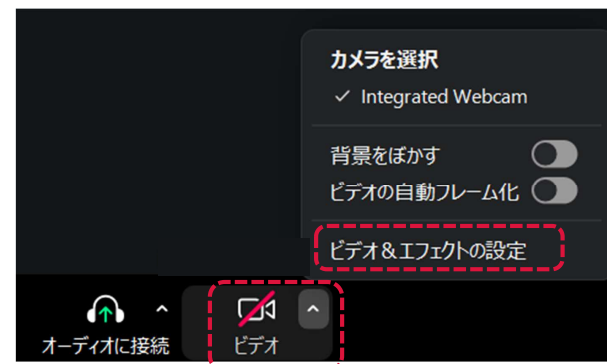 カメラを選択
Integrated Webcam
背景をぼかす
ビデオの自動フレーム化
ビデオ&エフェクトの設定
オーディオに接続
ビデオ